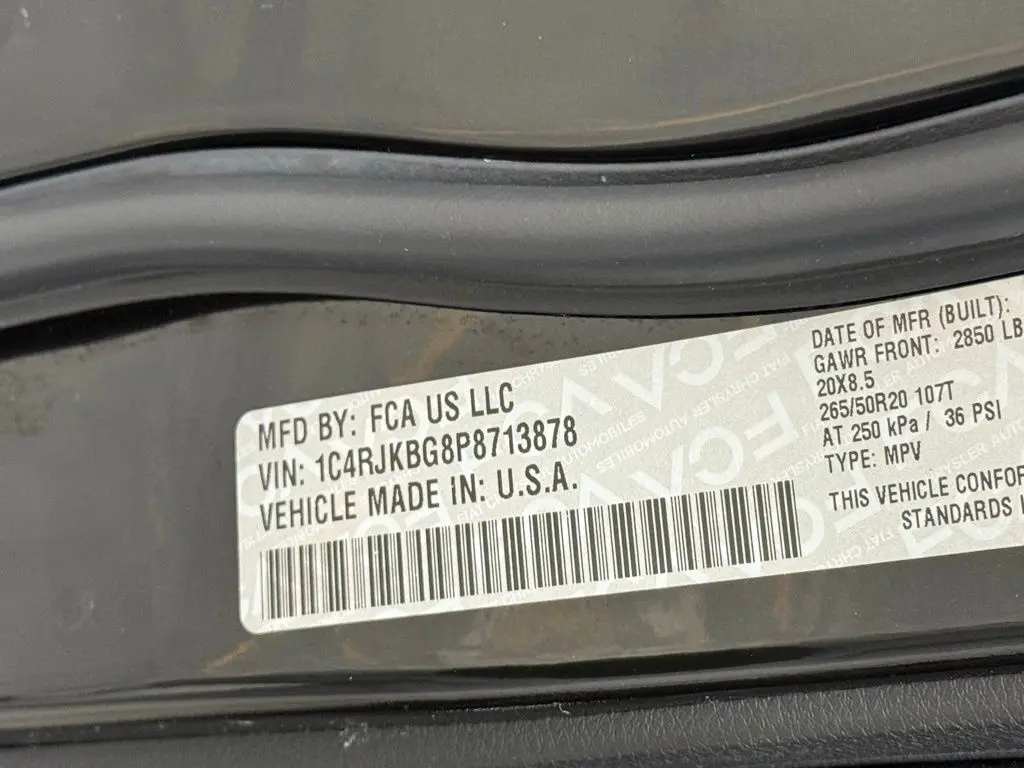 MFD BY: FCA US LLC
VIN: 1C4RJKBG8P8713878
VEHICLE MADE IN: U.S.A.
DATE OF MFR (BUILT):
GAWR FRONT: 2850 LB
20X8.5
265/50R20 107T
AT 250 kPa / 36 PSI
TYPE: MPV
THIS VEHICLE CONFOR
STANDARDS